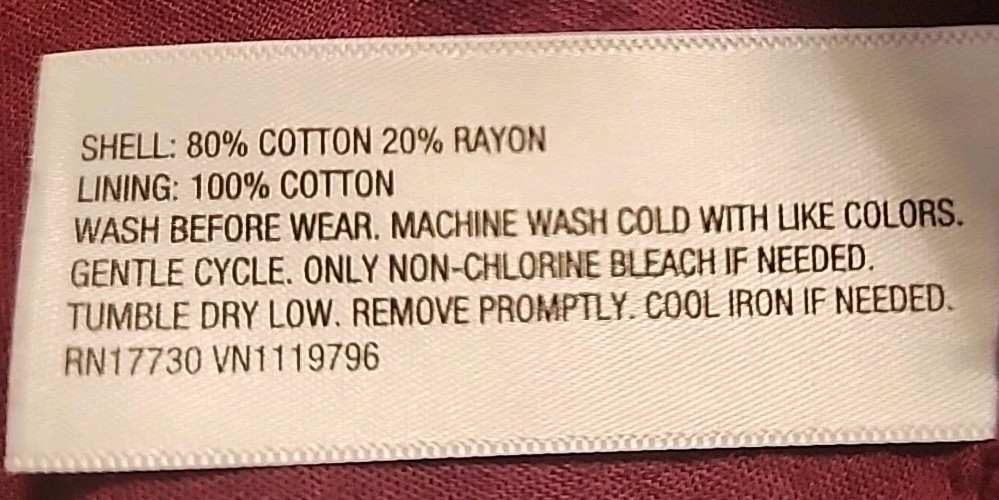 SHELL: 80% COTTON 20% RAYON
LINING: 100% COTTON
WASH BEFORE WEAR. MACHINE WASH COLD WITH LIKE COLORS.
GENTLE CYCLE. ONLY NON-CHLORINE BLEACH IF NEEDED.
TUMBLE DRY LOW. REMOVE PROMPTLY. COOL IRON IF NEEDED.
RN17730 VN1119796